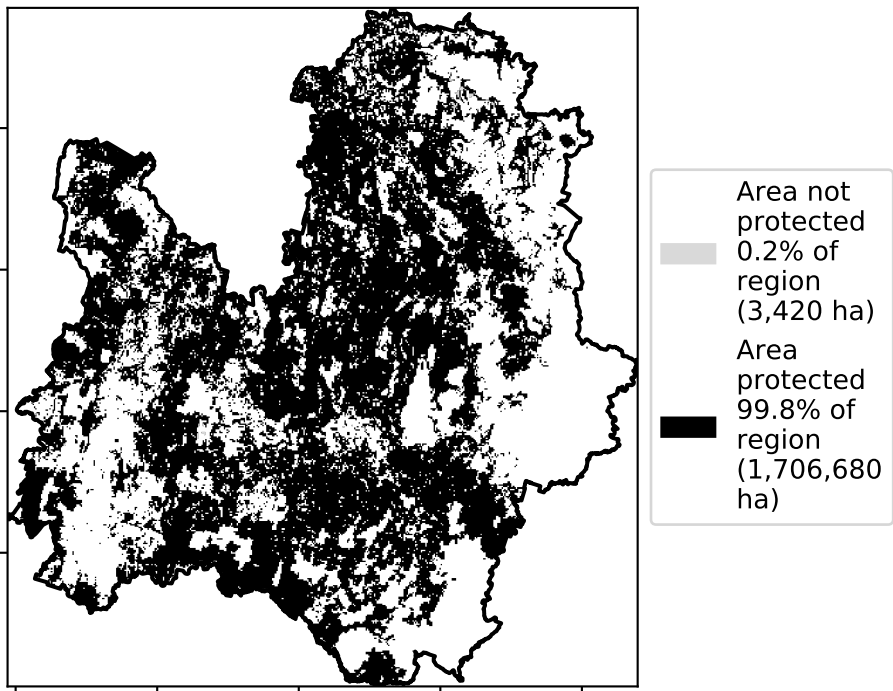 Area not
protected
0.2% of
region
(3,420 ha)
Area
protected
99.8% of
region
(1,706,680
ha)